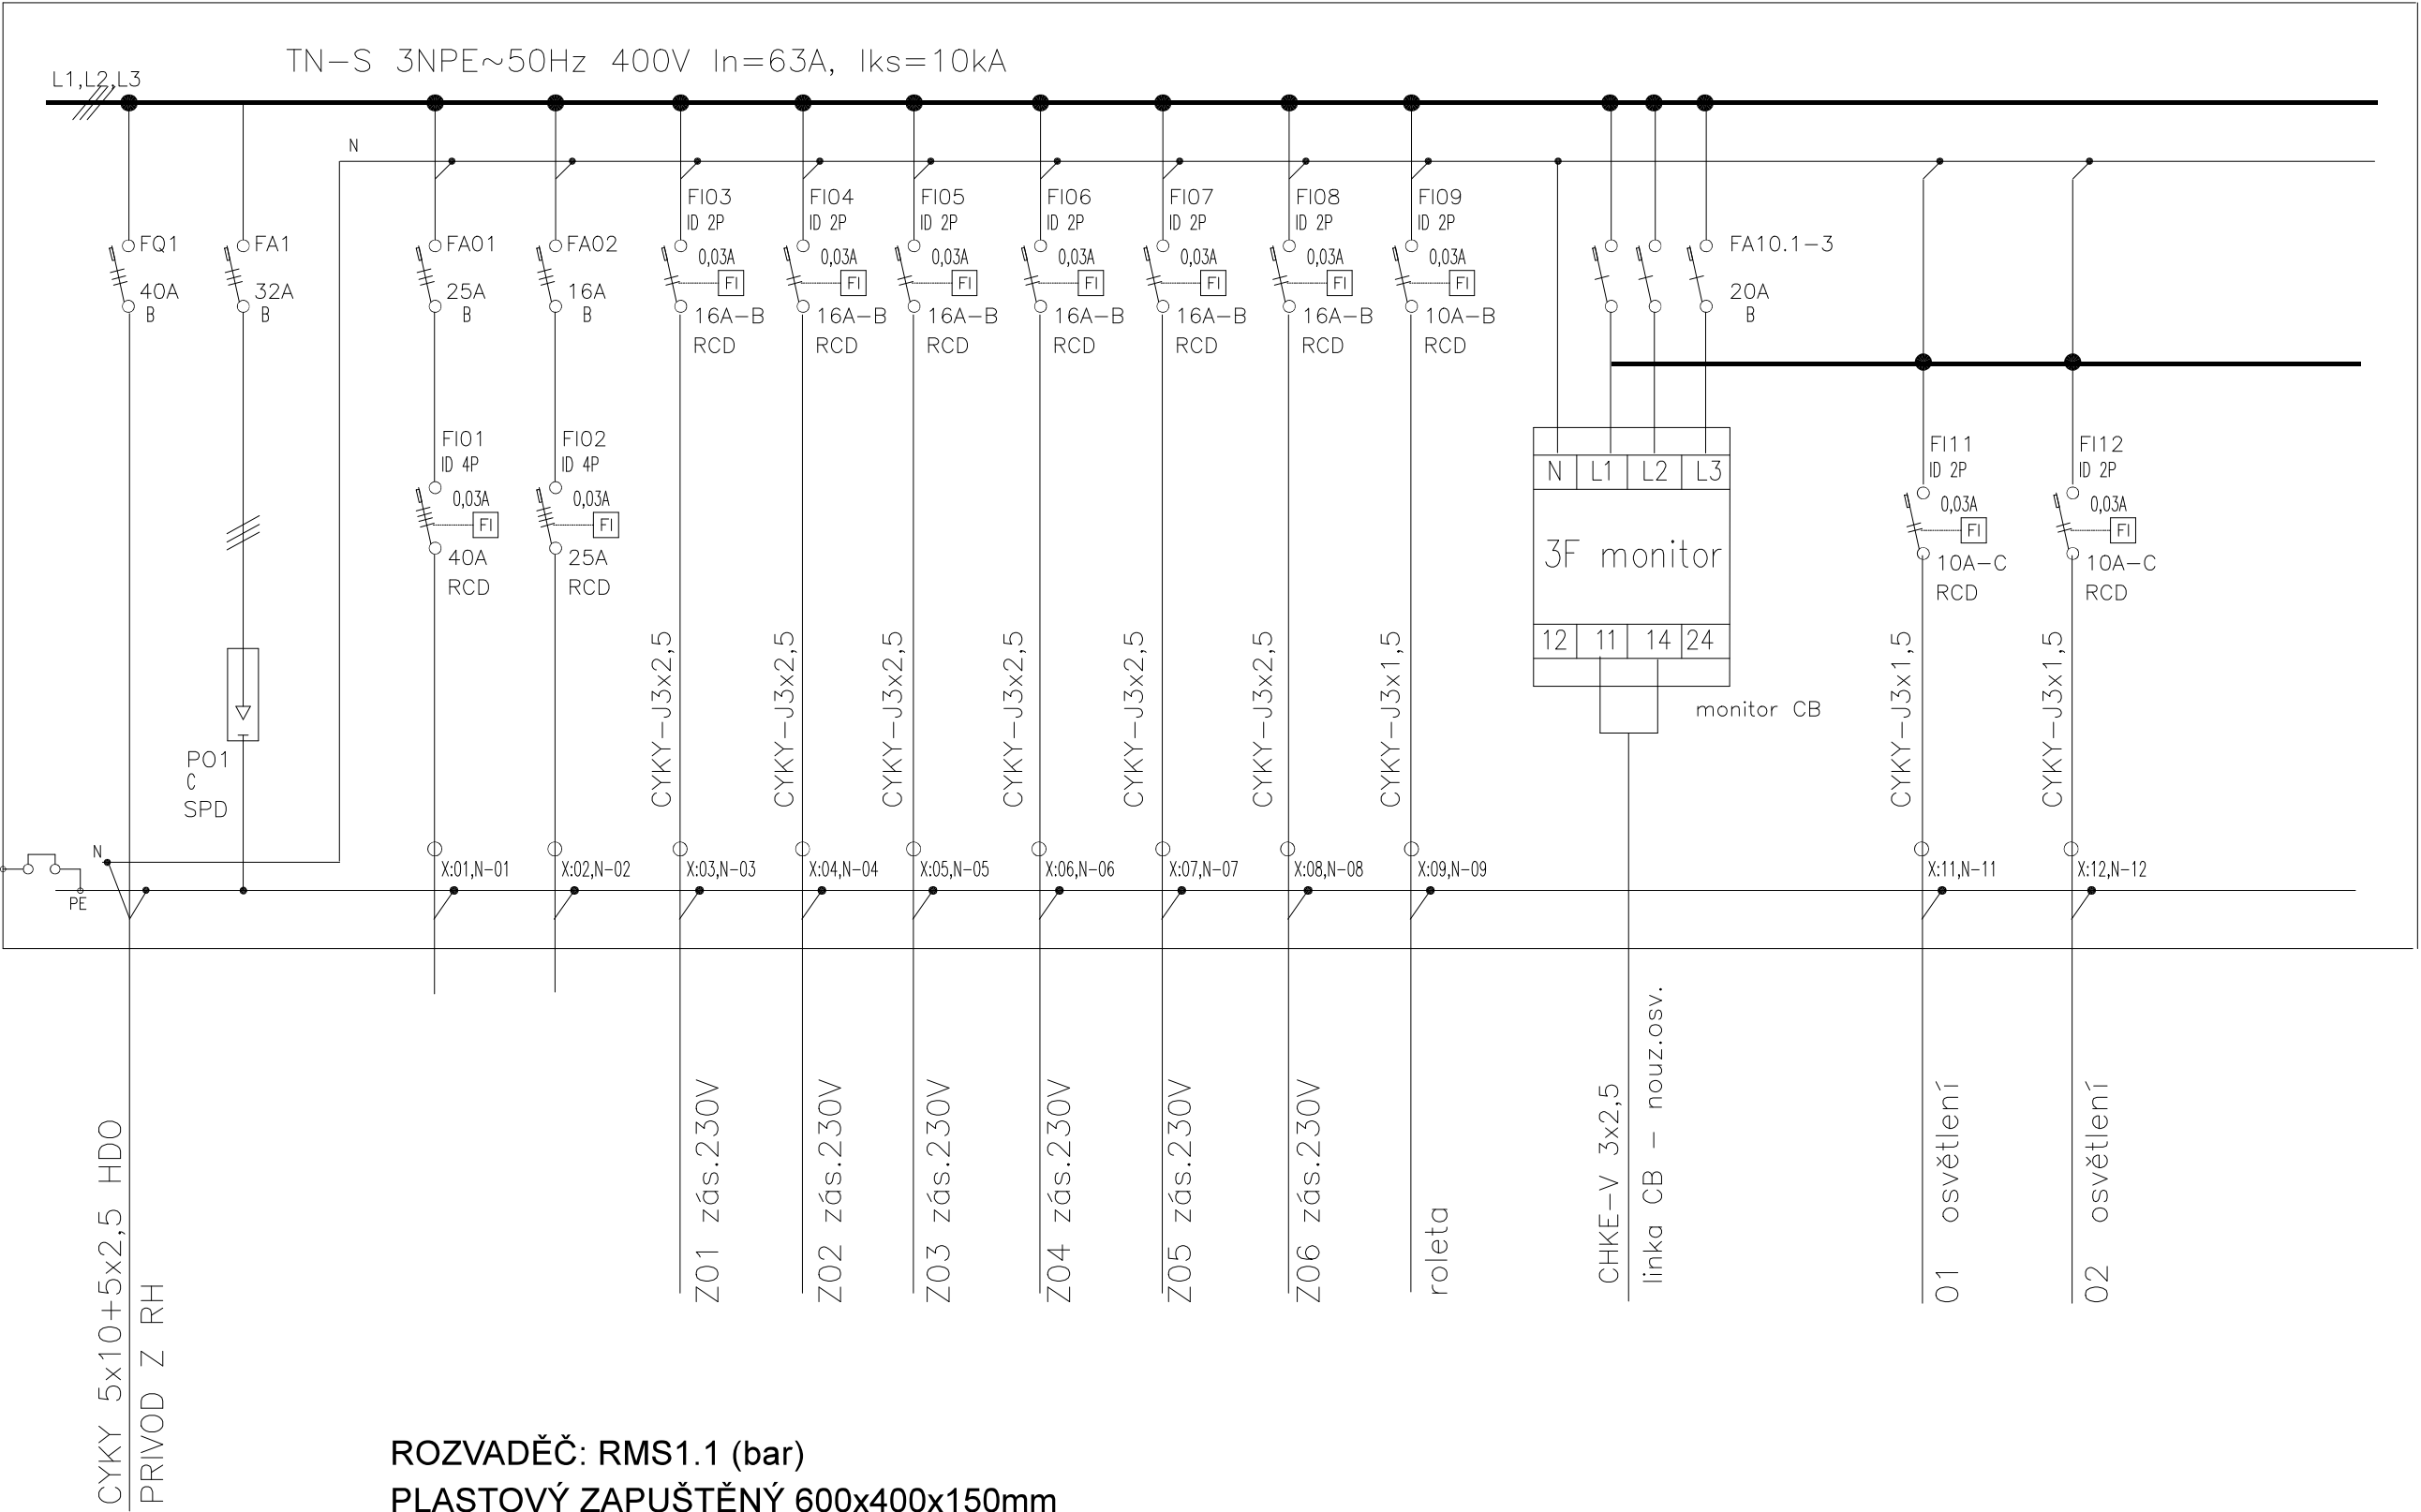 TN-S 3NPE~50Hz 400V In=63A, Iks=10kA
L1,L2,L3
N
FQ1
40A
B
FA1
32A
B
FA01
25A
B
FA02
16A
B
FI03
ID 2P
0,03A
FI
16A-B
RCD
FI04
ID 2P
0,03A
FI
16A-B
RCD
FI05
ID 2P
0,03A
FI
16A-B
RCD
FI06
ID 2P
0,03A
FI
16A-B
RCD
FI07
ID 2P
0,03A
FI
16A-B
RCD
FI08
ID 2P
0,03A
FI
16A-B
RCD
FI09
ID 2P
0,03A
FI
10A-B
RCD
FA10.1-3
20A
B
FI01
ID 4P
0,03A
FI
40A
RCD
FI02
ID 4P
0,03A
FI
25A
RCD
N L1 L2 L3
3F monitor
12 11 14 24
monitor CB
FI11
ID 2P
0,03A
FI
10A-C
RCD
FI12
ID 2P
0,03A
FI
10A-C
RCD
CYKY-J3x2,5
CYKY-J3x2,5
CYKY-J3x2,5
CYKY-J3x2,5
CYKY-J3x2,5
CYKY-J3x2,5
CYKY-J3x1,5
CYKY-J3x1,5
CYKY-J3x1,5
PO1
C
SPD
N
PE
X:01,N-01
X:02,N-02
X:03,N-03
X:04,N-04
X:05,N-05
X:06,N-06
X:07,N-07
X:08,N-08
X:09,N-09
X:11,N-11
X:12,N-12
CYKY 5x10+5x2,5 HDO
PRIVOD Z RH
Z01 zás.230V
Z02 zás.230V
Z03 zás.230V
Z04 zás.230V
Z05 zás.230V
Z06 zás.230V
roleta
CHKE-V 3x2,5
linka CB - nouz.osv.
01 osvětlení
02 osvětlení
ROZVADĚČ: RMS1.1 (bar)
PLASTOVÝ ZAPUŠTĚNÝ 600x400x150mm